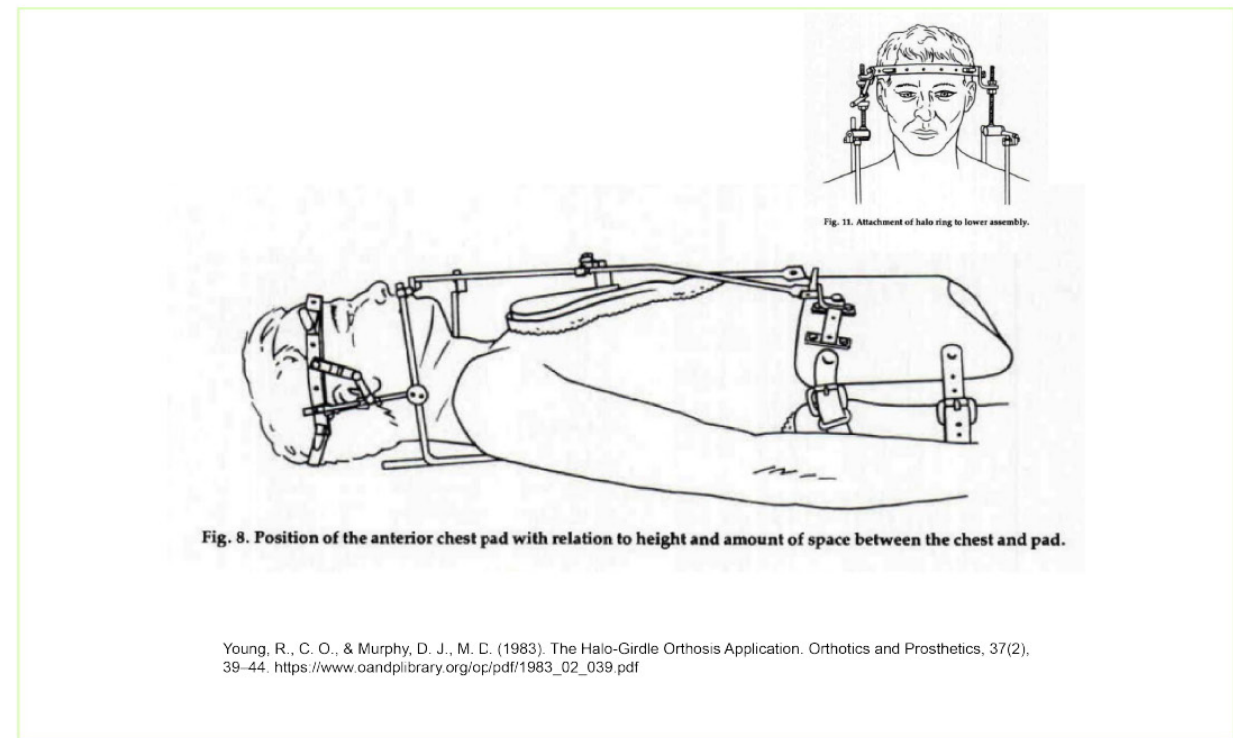 Fig. 11. Attachment of halo ring to lower assembly.
Fig. 8. Position of the anterior chest pad with relation to height and amount of space between the chest and pad.
Young, R., C. O., & Murphy, D. J., M. D. (1983). The Halo-Girdle Orthosis Application. Orthotics and Prosthetics, 37(2),
39–44. https://www.oandplibrary.org/op/pdf/1983_02_039.pdf